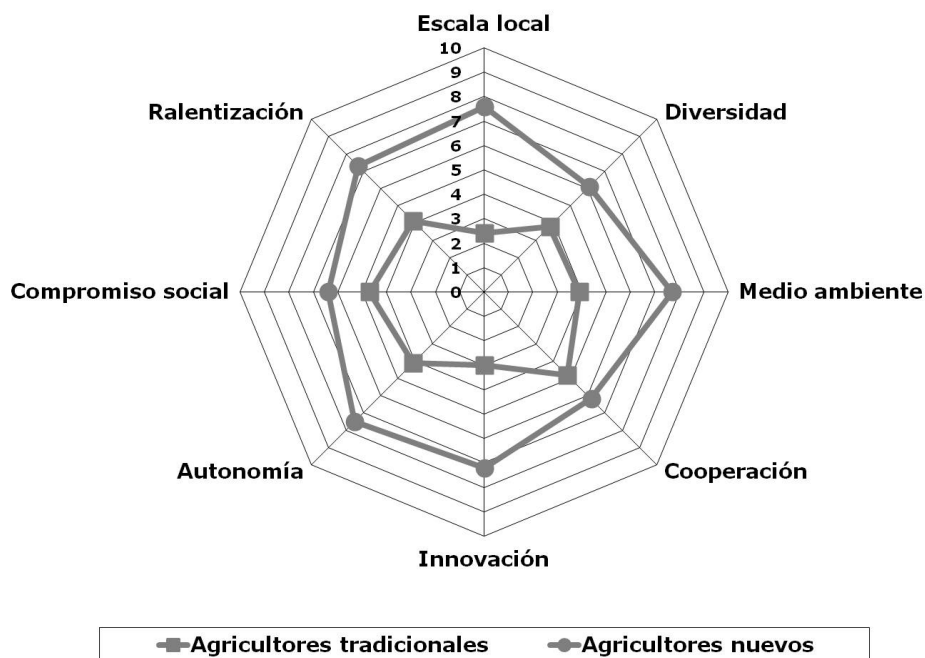 Escala local
10
9
8
7
6
5
4
3
2
1
0
Ralentización
Diversidad
Compromiso social
Medio ambiente
Autonomía
Cooperación
Innovación
Agricultores tradicionales
Agricultores nuevos